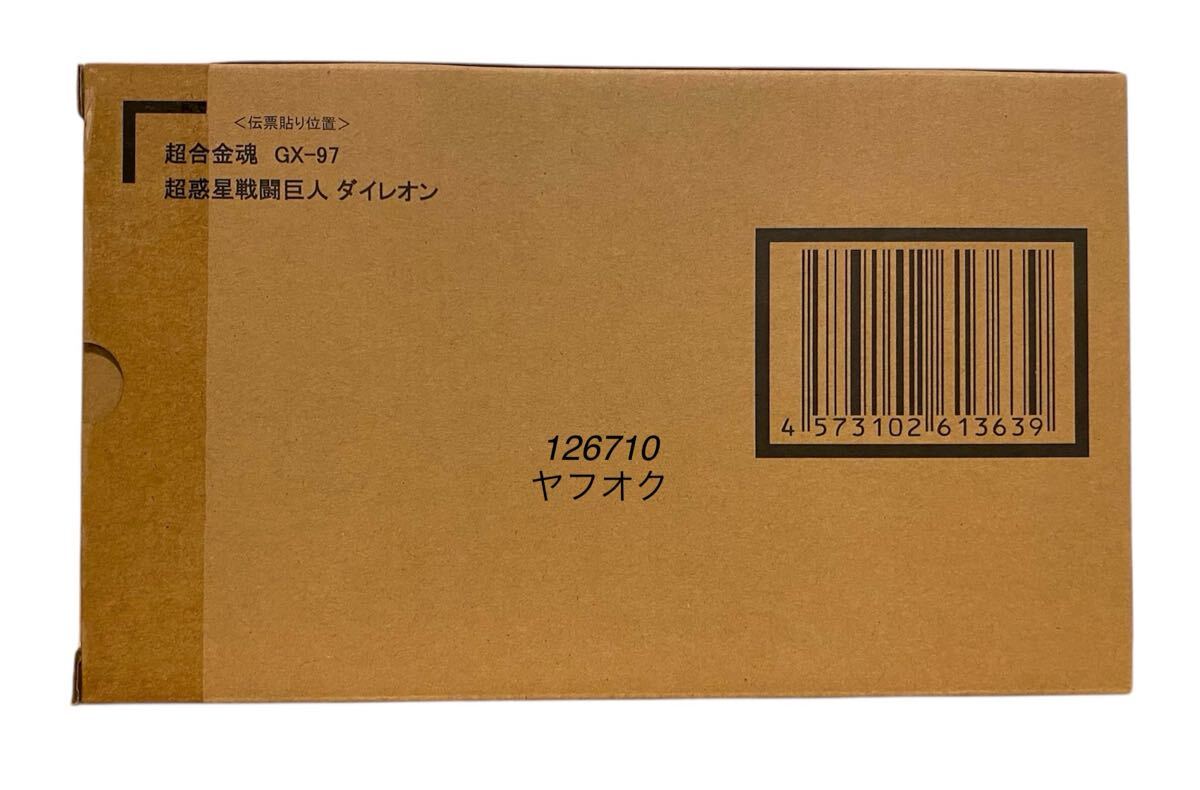 ＜伝票貼り位置＞
超合金魂 GX-97
超惑星戦闘巨人 ダイレオン
4 573102 613639
126710
ヤフオク